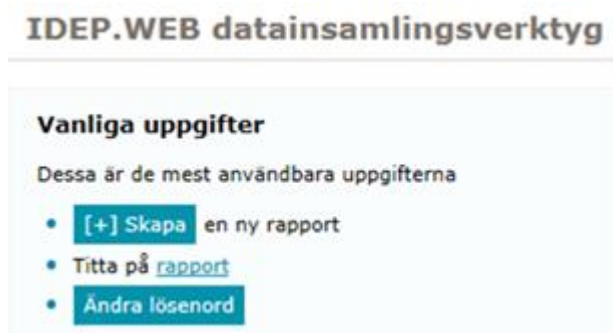 IDEP.WEB datainsamlingsverktyg
Vanliga uppgifter
Dessa är de mest användbara uppgifterna
[+] Skapa en ny rapport
Titta på rapport
Ändra lösenord